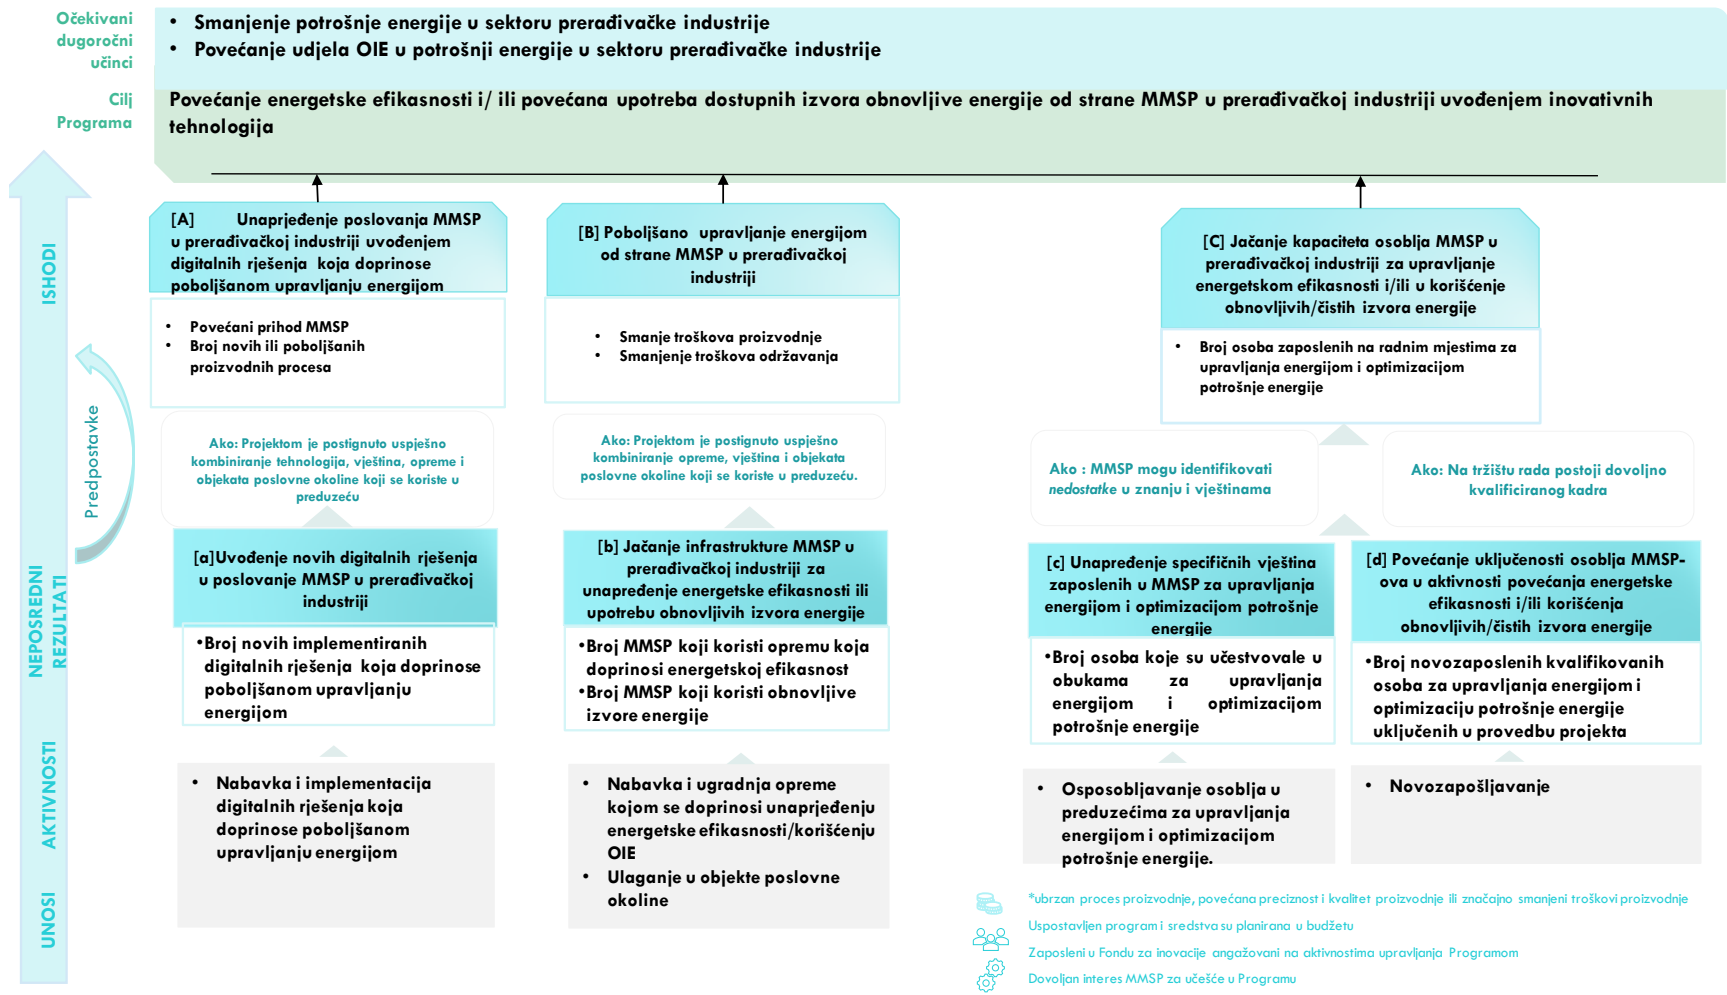 Očekivani
dugoročni
učinci
• Smanjenje potrošnje energije u sektoru prerađivačke industrije
• Povećanje udjela OIE u potrošnji energije u sektoru prerađivačke industrije
Cilj
Programa
Povećanje energetske efikasnosti i/ ili povećana upotreba dostupnih izvora obnovljive energije od strane MMSP u prerađivačkoj industriji uvođenjem inovativnih
tehnologija
ISHODI
[A] Unaprjeđenje poslovanja MMSP
u prerađivačkoj industriji uvođenjem
digitalnih rješenja koja doprinose
poboljšanom upravljanju energijom
• Povećani prihod MMSP
• Broj novih ili poboljšanih
proizvodnih procesa
[B] Poboljšano upravljanje energijom
od strane MMSP u prerađivačkoj
industriji
• Smanje troškova proizvodnje
• Smanjenje troškova održavanja
[C] Jačanje kapaciteta osoblja MMSP u
prerađivačkoj industriji za upravljanje
energetskom efikasnosti i/ili u korišćenje
obnovljivih/čistih izvora energije
• Broj osoba zaposlenih na radnim mjestima za
upravljanja energijom i optimizacijom
potrošnje energije
Predpostavke
Ako: Projektom je postignuto uspješno
kombiniranje tehnologija, vještina, opreme i
objekata poslovne okoline koji se koriste u
preduzeću
Ako: Projektom je postignuto uspješno
kombiniranje opreme, vještina i objekata
poslovne okoline koji se koriste u preduzeću.
Ako : MMSP mogu identifikovati
nedostatke u znanju i vještinama
Ako: Na tržištu rada postoji dovoljno
kvalificiranog kadra
NEPOSREDNI
REZULTATI
[a]Uvođenje novih digitalnih rješenja
u poslovanje MMSP u prerađivačkoj
industriji
•Broj novih implementiranih
digitalnih rješenja koja doprinose
poboljšanom upravljanju
energijom
[b] Jačanje infrastrukture MMSP u
prerađivačkoj industriji za
unapređenje energetske efikasnosti ili
upotrebu obnovljivih izvora energije
•Broj MMSP koji koristi opremu koja
doprinosi energetskoj efikasnost
•Broj MMSP koji koristi obnovljive
izvore energije
[c] Unapređenje specifičnih vještina
zaposlenih u MMSP za upravljanja
energijom i optimizacijom potrošnje
energije
•Broj osoba koje su učestvovale u
obukama za upravljanja
energijom i optimizacijom
potrošnje energije
[d] Povećanje uključenosti osoblja MMSP-
ova u aktivnosti povećanja energetske
efikasnosti i/ili korišćenja
obnovljivih/čistih izvora energije
•Broj novozaposlenih kvalifikovanih
osoba za upravljanja energijom i
optimizaciju potrošnje energije
uključenih u provedbu projekta
AKTIVNOSTI
• Nabavka i implementacija
digitalnih rješenja koja
doprinose poboljšanom
upravljanju energijom
• Nabavka i ugradnja opreme
kojom se doprinosi unaprjeđenju
energetske efikasnosti/korišćenju
OIE
• Ulaganje u objekte poslovne
okoline
• Osposobljavanje osoblja u
preduzećima za upravljanja
energijom i optimizacijom
potrošnje energije.
• Novozapošljavanje
UNOSI
*ubrzan proces proizvodnje, povećana preciznost i kvalitet proizvodnje ili značajno smanjeni troškovi proizvodnje
Uspostavljen program i sredstva su planirana u budžetu
Zaposleni u Fondu za inovacije angažovani na aktivnostima upravljanja Programom
Dovoljan interes MMSP za učešće u Programu